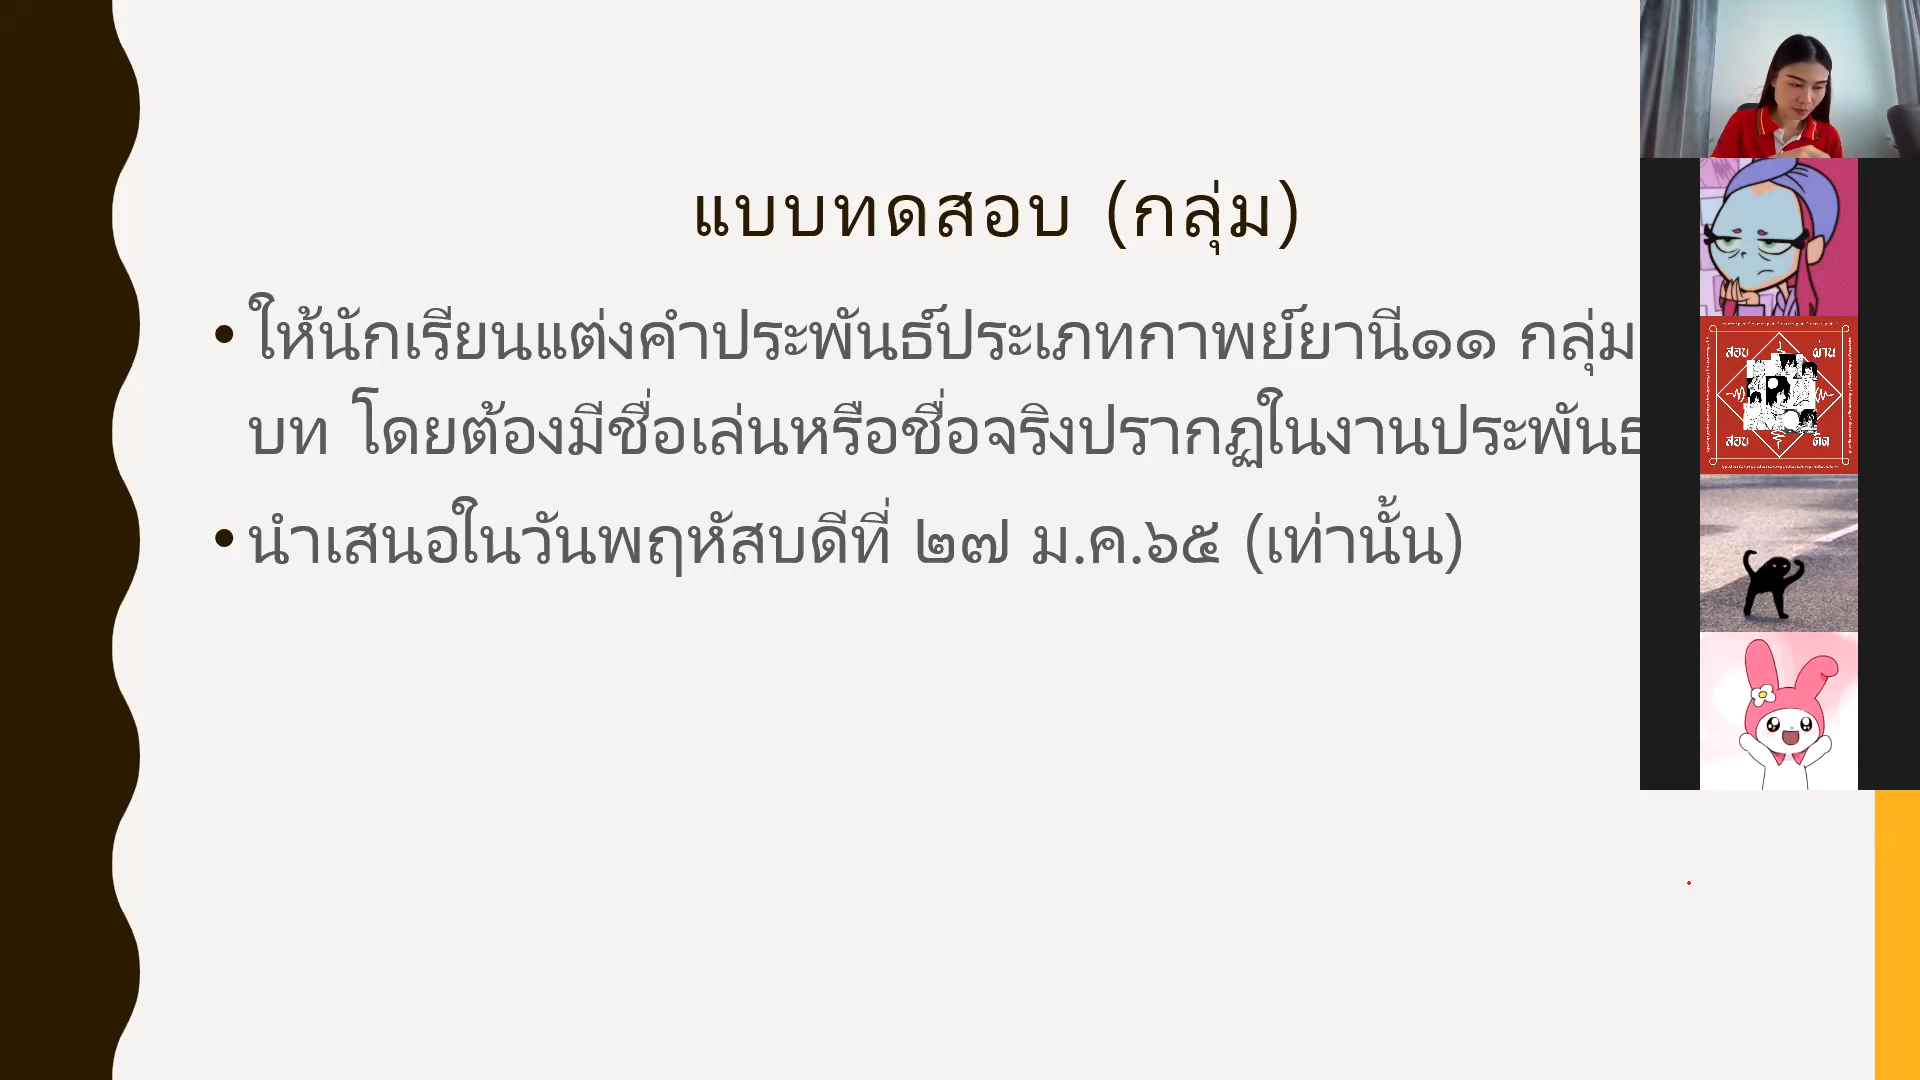 แบบทดสอบ (กลุ่ม)
• ให้นักเรียนแต่งคำประพันธ์ประเภทกาพย์ยานี๑๑ กลุ่ม
บท โดยต้องมีชื่อเล่นหรือชื่อจริงปรากฏในงานประพันธ
• นำเสนอในวันพฤหัสบดีที่ ๒๗ ม.ค.๖๕ (เท่านั้น)
สอบ ผ่าน
สอบ ติด